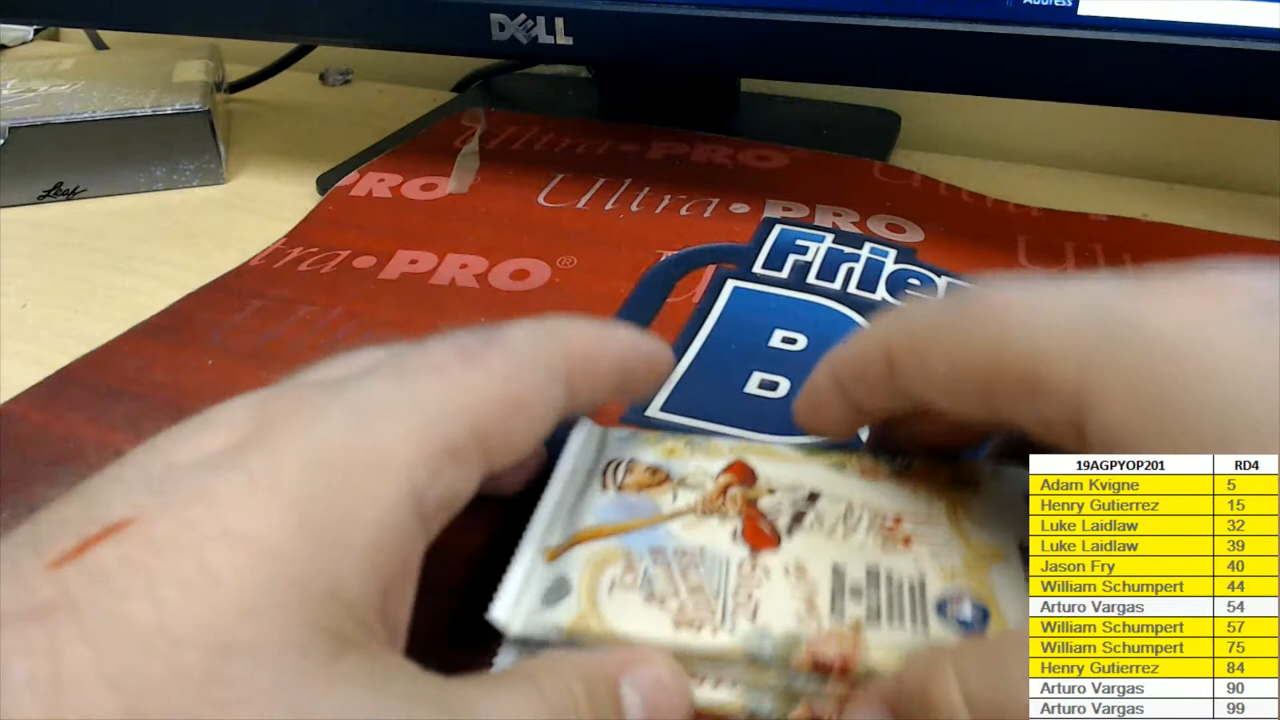 Address
DELL
Leaf
Ultra•PRO
PRO®
Ultra•PRO
tra•PRO®
Frien
B
19AGPYOP201 RD4
Adam Kvigne 5
Henry Gutierrez 15
Luke Laidlaw 32
Luke Laidlaw 39
Jason Fry 40
William Schumpert 44
Arturo Vargas 54
William Schumpert 57
William Schumpert 75
Henry Gutierrez 84
Arturo Vargas 90
Arturo Vargas 99